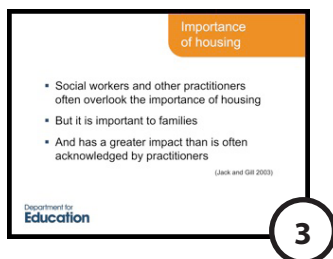 Importance
of housing
▪ Social workers and other practitioners
often overlook the importance of housing
▪ But it is important to families
▪ And has a greater impact than is often
acknowledged by practitioners
(Jack and Gill 2003)
Department for
Education
3